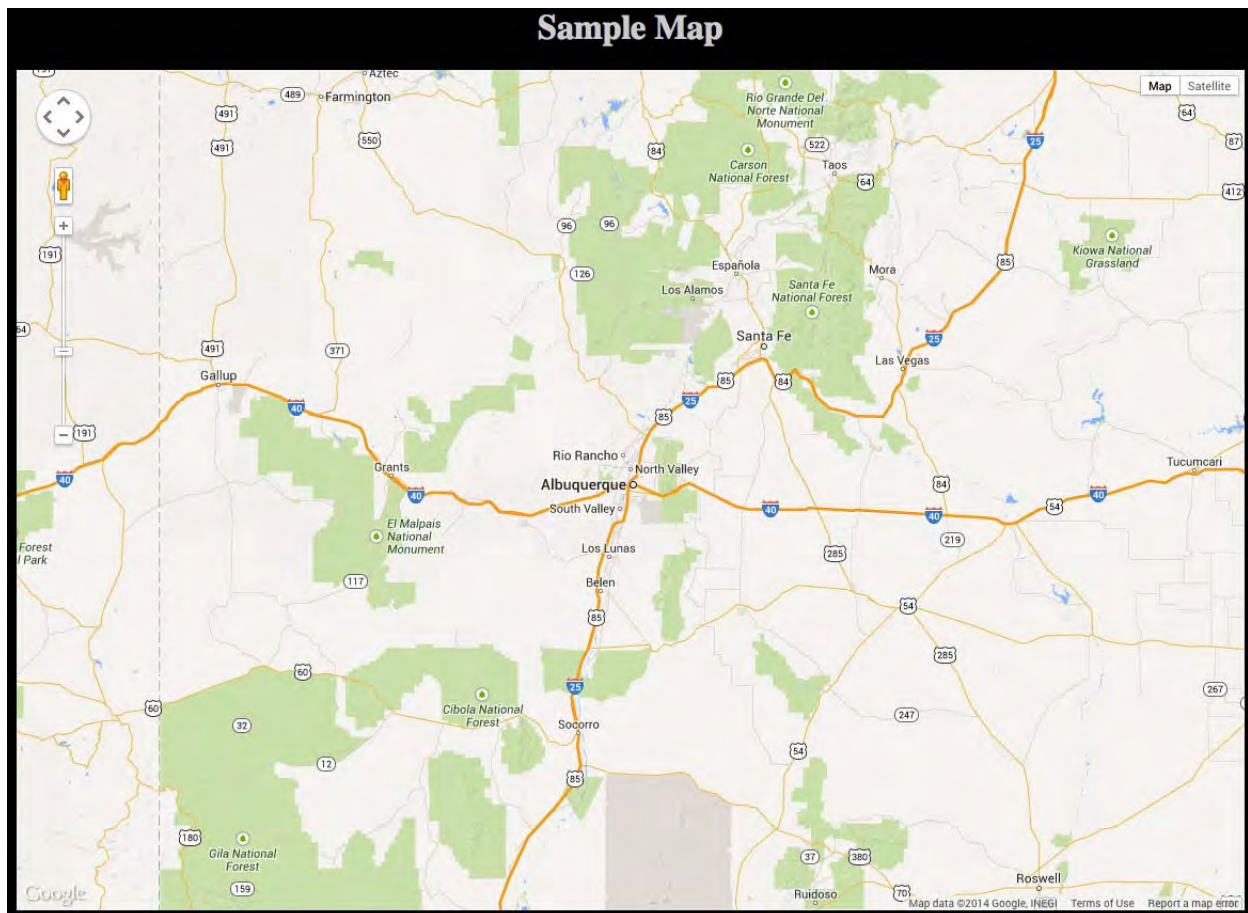 Sample Map
191
Aztec
489
Farmington
Rio Grande Del
Norte National
Monument
Map
Satellite
64
491
550
25
87
491
84
522
Carson
National Forest
Taos
64
412
96
96
191
Kiowa National
Grassland
85
126
Española
Mora
Los Alamos
Santa Fe
National Forest
64
Santa Fe
25
491
371
Las Vegas
Gallup
85
84
40
25
85
191
Rio Rancho
North Valley
Tucumcari
Grants
40
Albuquerque
84
40
40
South Valley
40
40
54
El Malpais
National
Monument
219
Forest
l Park
Los Lunas
285
117
Belen
54
85
285
60
25
267
Cibola National
Forest
60
32
Socorro
247
12
54
85
180
Gila National
Forest
37
380
159
Roswell
Ruidoso
70
Google
Map data ©2014 Google, INEGI
Terms of Use
Report a map error